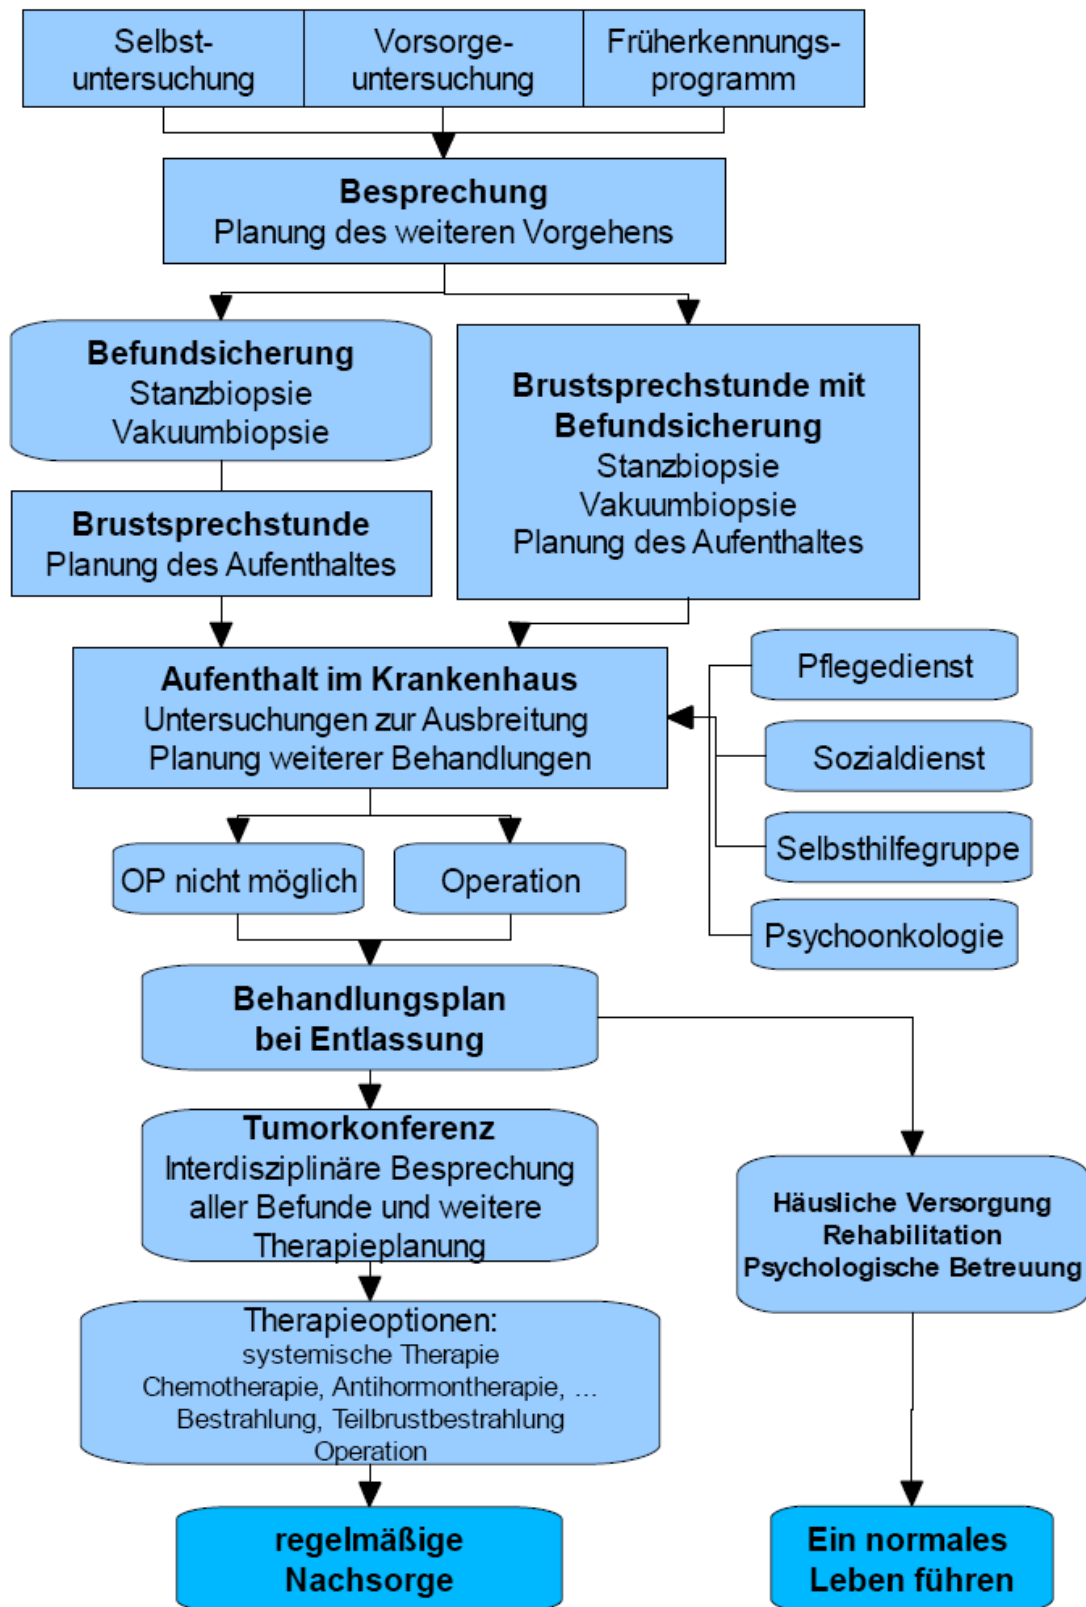 Selbst-
untersuchung
Vorsorge-
untersuchung
Früherkennungs-
programm
Besprechung
Planung des weiteren Vorgehens
Befundsicherung
Stanzbiopsie
Vakuumbiopsie
Brustsprechstunde
Planung des Aufenthaltes
Brustsprechstunde mit
Befundsicherung
Stanzbiopsie
Vakuumbiopsie
Planung des Aufenthaltes
Aufenthalt im Krankenhaus
Untersuchungen zur Ausbreitung
Planung weiterer Behandlungen
Pflegedienst
Sozialdienst
Selbsthilfegruppe
Psychoonkologie
OP nicht möglich
Operation
Behandlungsplan
bei Entlassung
Tumorkonferenz
Interdisziplinäre Besprechung
aller Befunde und weitere
Therapieplanung
Häusliche Versorgung
Rehabilitation
Psychologische Betreuung
Therapieoptionen:
systemische Therapie
Chemotherapie, Antihormontherapie, ...
Bestrahlung, Teilbrustbestrahlung
Operation
regelmäßige
Nachsorge
Ein normales
Leben führen